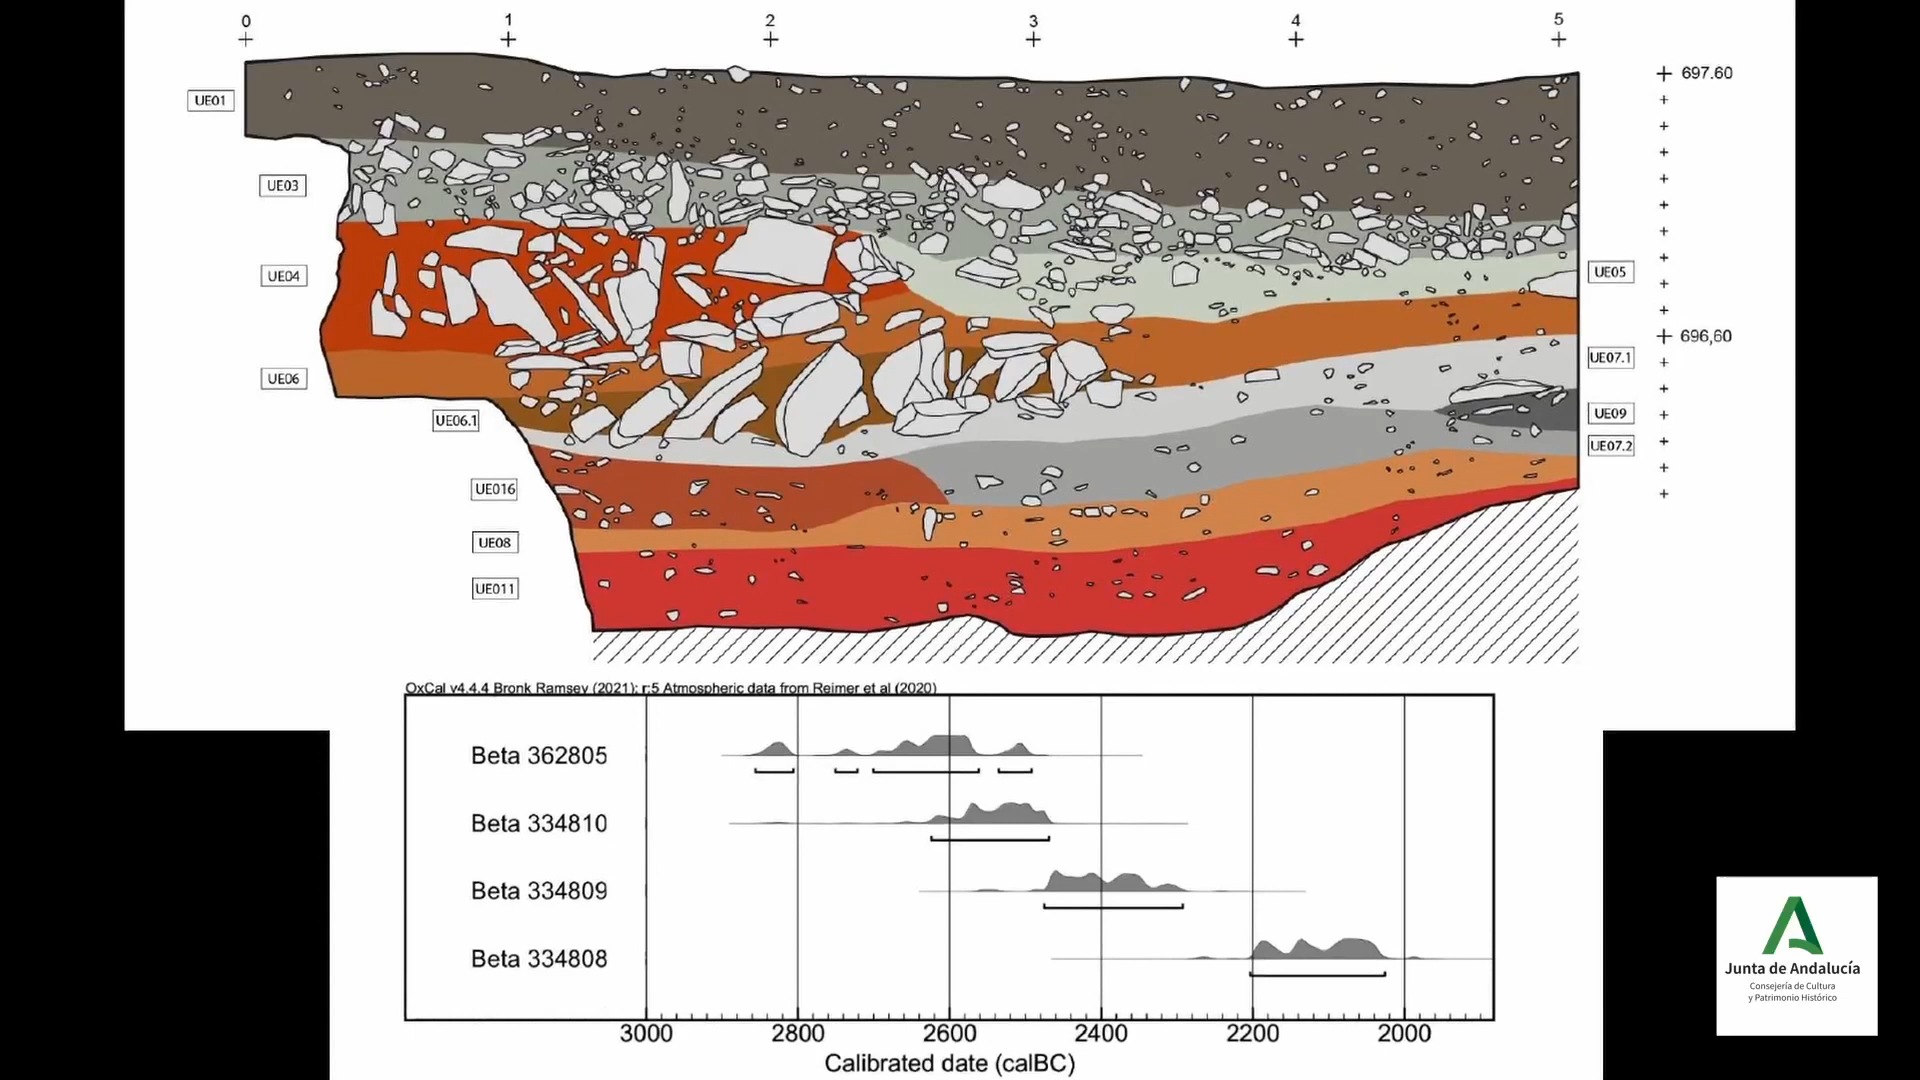 0 1 2 3 4 5
697.60
UE01
UE03
UE04
UE05
696,60
UE07.1
UE06
UE09
UE06.1
UE07.2
UE016
UE08
UE011
OxCal v4.4.4 Bronk Ramsey (2021); r:5 Atmospheric data from Reimer et al (2020)
Beta 362805
Beta 334810
Beta 334809
Beta 334808
3000 2800 2600 2400 2200 2000
Calibrated date (calBC)
Junta de Andalucía
Consejería de Cultura
y Patrimonio Histórico